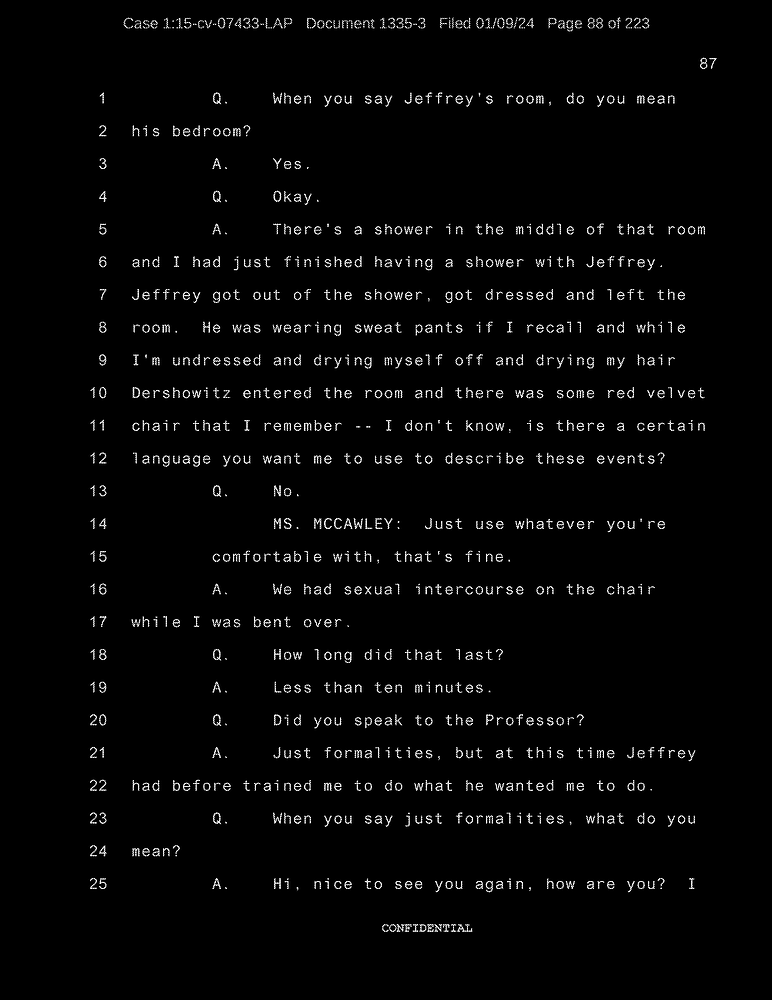 Case 1:15-cv-07433-LAP Document 1335-3 Filed 01/09/24 Page 88 of 223
87
1 Q. When you say Jeffrey's room, do you mean
2 his bedroom?
3 A. Yes.
4 Q. Okay.
5 A. There's a shower in the middle of that room
6 and I had just finished having a shower with Jeffrey.
7 Jeffrey got out of the shower, got dressed and left the
8 room. He was wearing sweat pants if I recall and while
9 I'm undressed and drying myself off and drying my hair
10 Dershowitz entered the room and there was some red velvet
11 chair that I remember -- I don't know, is there a certain
12 language you want me to use to describe these events?
13 Q. No.
14 MS. MCCAWLEY: Just use whatever you're
15 comfortable with, that's fine.
16 A. We had sexual intercourse on the chair
17 while I was bent over.
18 Q. How long did that last?
19 A. Less than ten minutes.
20 Q. Did you speak to the Professor?
21 A. Just formalities, but at this time Jeffrey
22 had before trained me to do what he wanted me to do.
23 Q. When you say just formalities, what do you
24 mean?
25 A. Hi, nice to see you again, how are you? I
CONFIDENTIAL